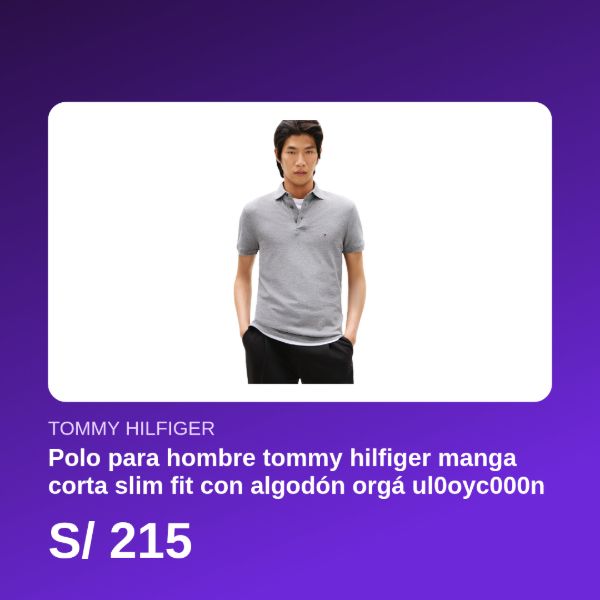 TOMMY HILFIGER
Polo para hombre tommy hilfiger manga
corta slim fit con algodón orgá ul0oyc000n
S/ 215